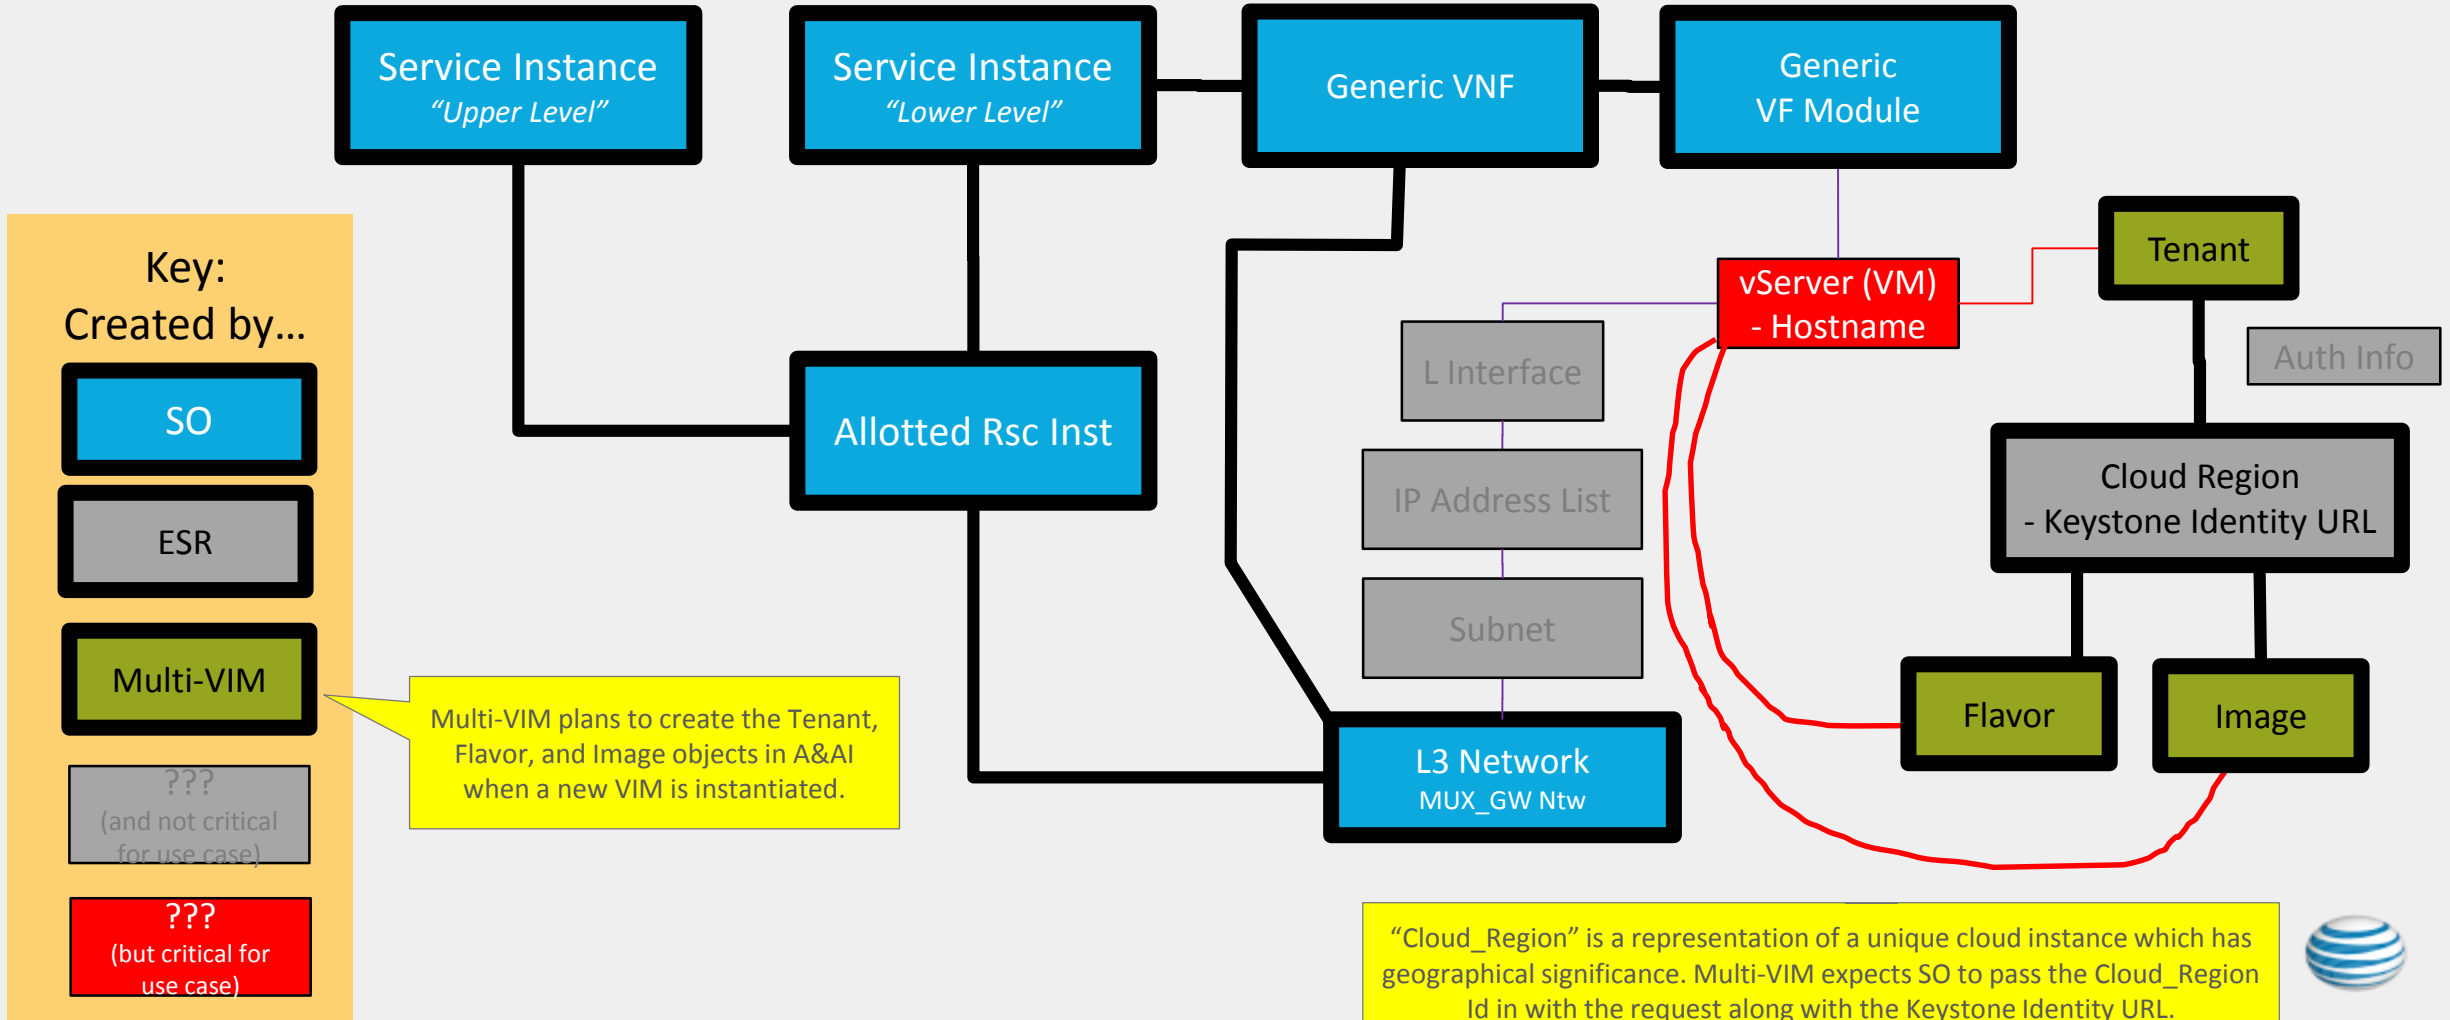 Service Instance
“Upper Level”
Service Instance
“Lower Level”
Generic VNF
Generic
VF Module
Key:
Created by...
SO
ESR
Multi-VIM
???
(and not critical
for use case)
???
(but critical for
use case)
Multi-VIM plans to create the Tenant,
Flavor, and Image objects in A&AI
when a new VIM is instantiated.
Allotted Rsc Inst
vServer (VM)
- Hostname
Tenant
Auth Info
L Interface
IP Address List
Subnet
L3 Network
MUX_GW Ntw
Cloud Region
- Keystone Identity URL
Flavor
Image
“Cloud_Region” is a representation of a unique cloud instance which has
geographical significance. Multi-VIM expects SO to pass the Cloud_Region
Id in with the request along with the Keystone Identity URL.